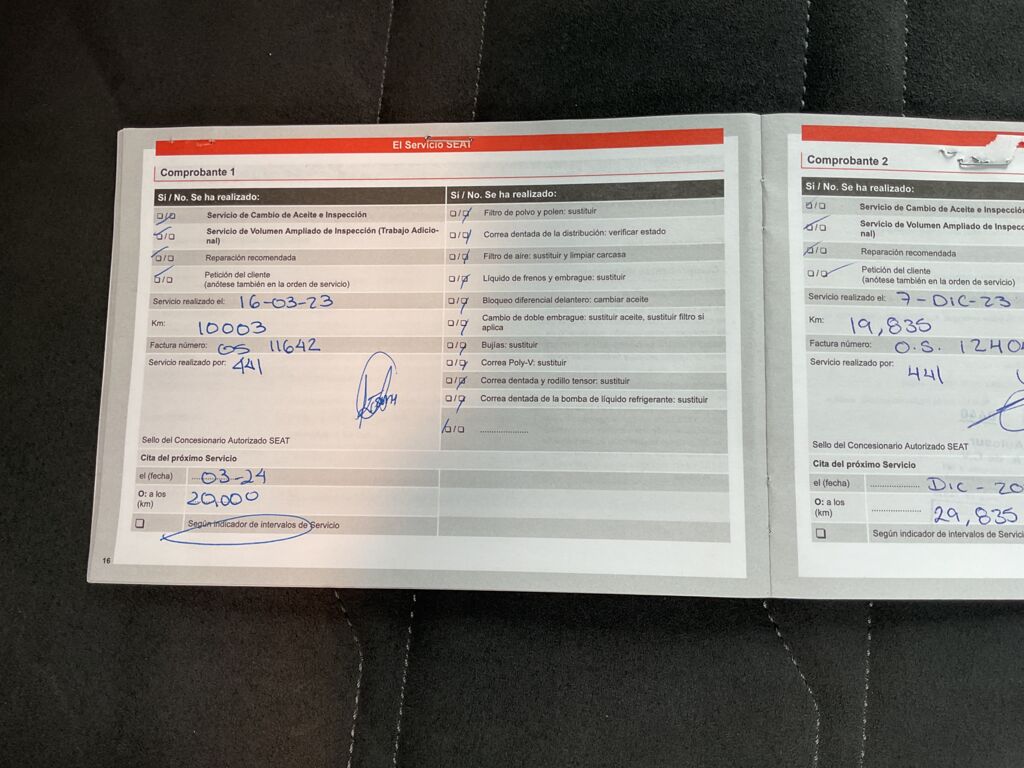 El Servicio SEAT
Comprobante 1
Sí / No. Se ha realizado:
Servicio de Cambio de Aceite e Inspección
Servicio de Volumen Ampliado de Inspección (Trabajo Adicio-
nal)
Reparación recomendada
Petición del cliente
(anótese también en la orden de servicio)
Servicio realizado el: 16-03-23
Km: 10003
Factura número: OS 11642
Servicio realizado por: 441
Sello del Concesionario Autorizado SEAT
Cita del próximo Servicio
el (fecha) 03-24
O: a los
(km) 20,000
Según indicador de intervalos de Servicio
16
Sí / No. Se ha realizado:
Filtro de polvo y polen: sustituir
Correa dentada de la distribución: verificar estado
Filtro de aire: sustituir y limpiar carcasa
Líquido de frenos y embrague: sustituir
Bloqueo diferencial delantero: cambiar aceite
Cambio de doble embrague: sustituir aceite, sustituir filtro si
aplica
Bujías: sustituir
Correa Poly-V: sustituir
Correa dentada y rodillo tensor: sustituir
Correa dentada de la bomba de líquido refrigerante: sustituir
Comprobante 2
Sí / No. Se ha realizado:
Servicio de Cambio de Aceite e Inspecció
Servicio de Volumen Ampliado de Inspecc
nal)
Reparación recomendada
Petición del cliente
(anótese también en la orden de servicio)
Servicio realizado el: 7-DIC-23
Km: 19,835
Factura número: O.S. 1240
Servicio realizado por: 441
Sello del Concesionario Autorizado SEAT
Cita del próximo Servicio
el (fecha) DIC - 20
O: a los
(km) 29,835
Según indicador de intervalos de Servici